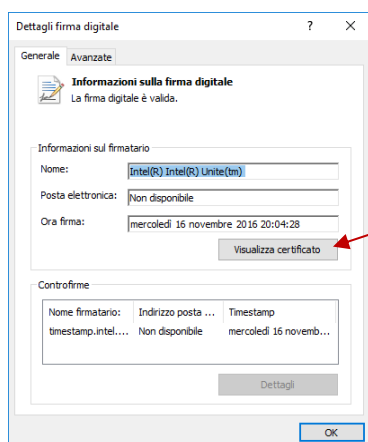 Dettagli firma digitale ? ×
Generale Avanzate
Informazioni sulla firma digitale
La firma digitale è valida.
Informazioni sul firmatario
Nome: Intel(R) Intel(R) Unite(tm)
Posta elettronica: Non disponibile
Ora firma: mercoledì 16 novembre 2016 20:04:28
Visualizza certificato
Controfirme
Nome firmatario: Indirizzo posta ... Timestamp
timestamp.intel.... Non disponibile mercoledì 16 novemb...
Dettagli
OK